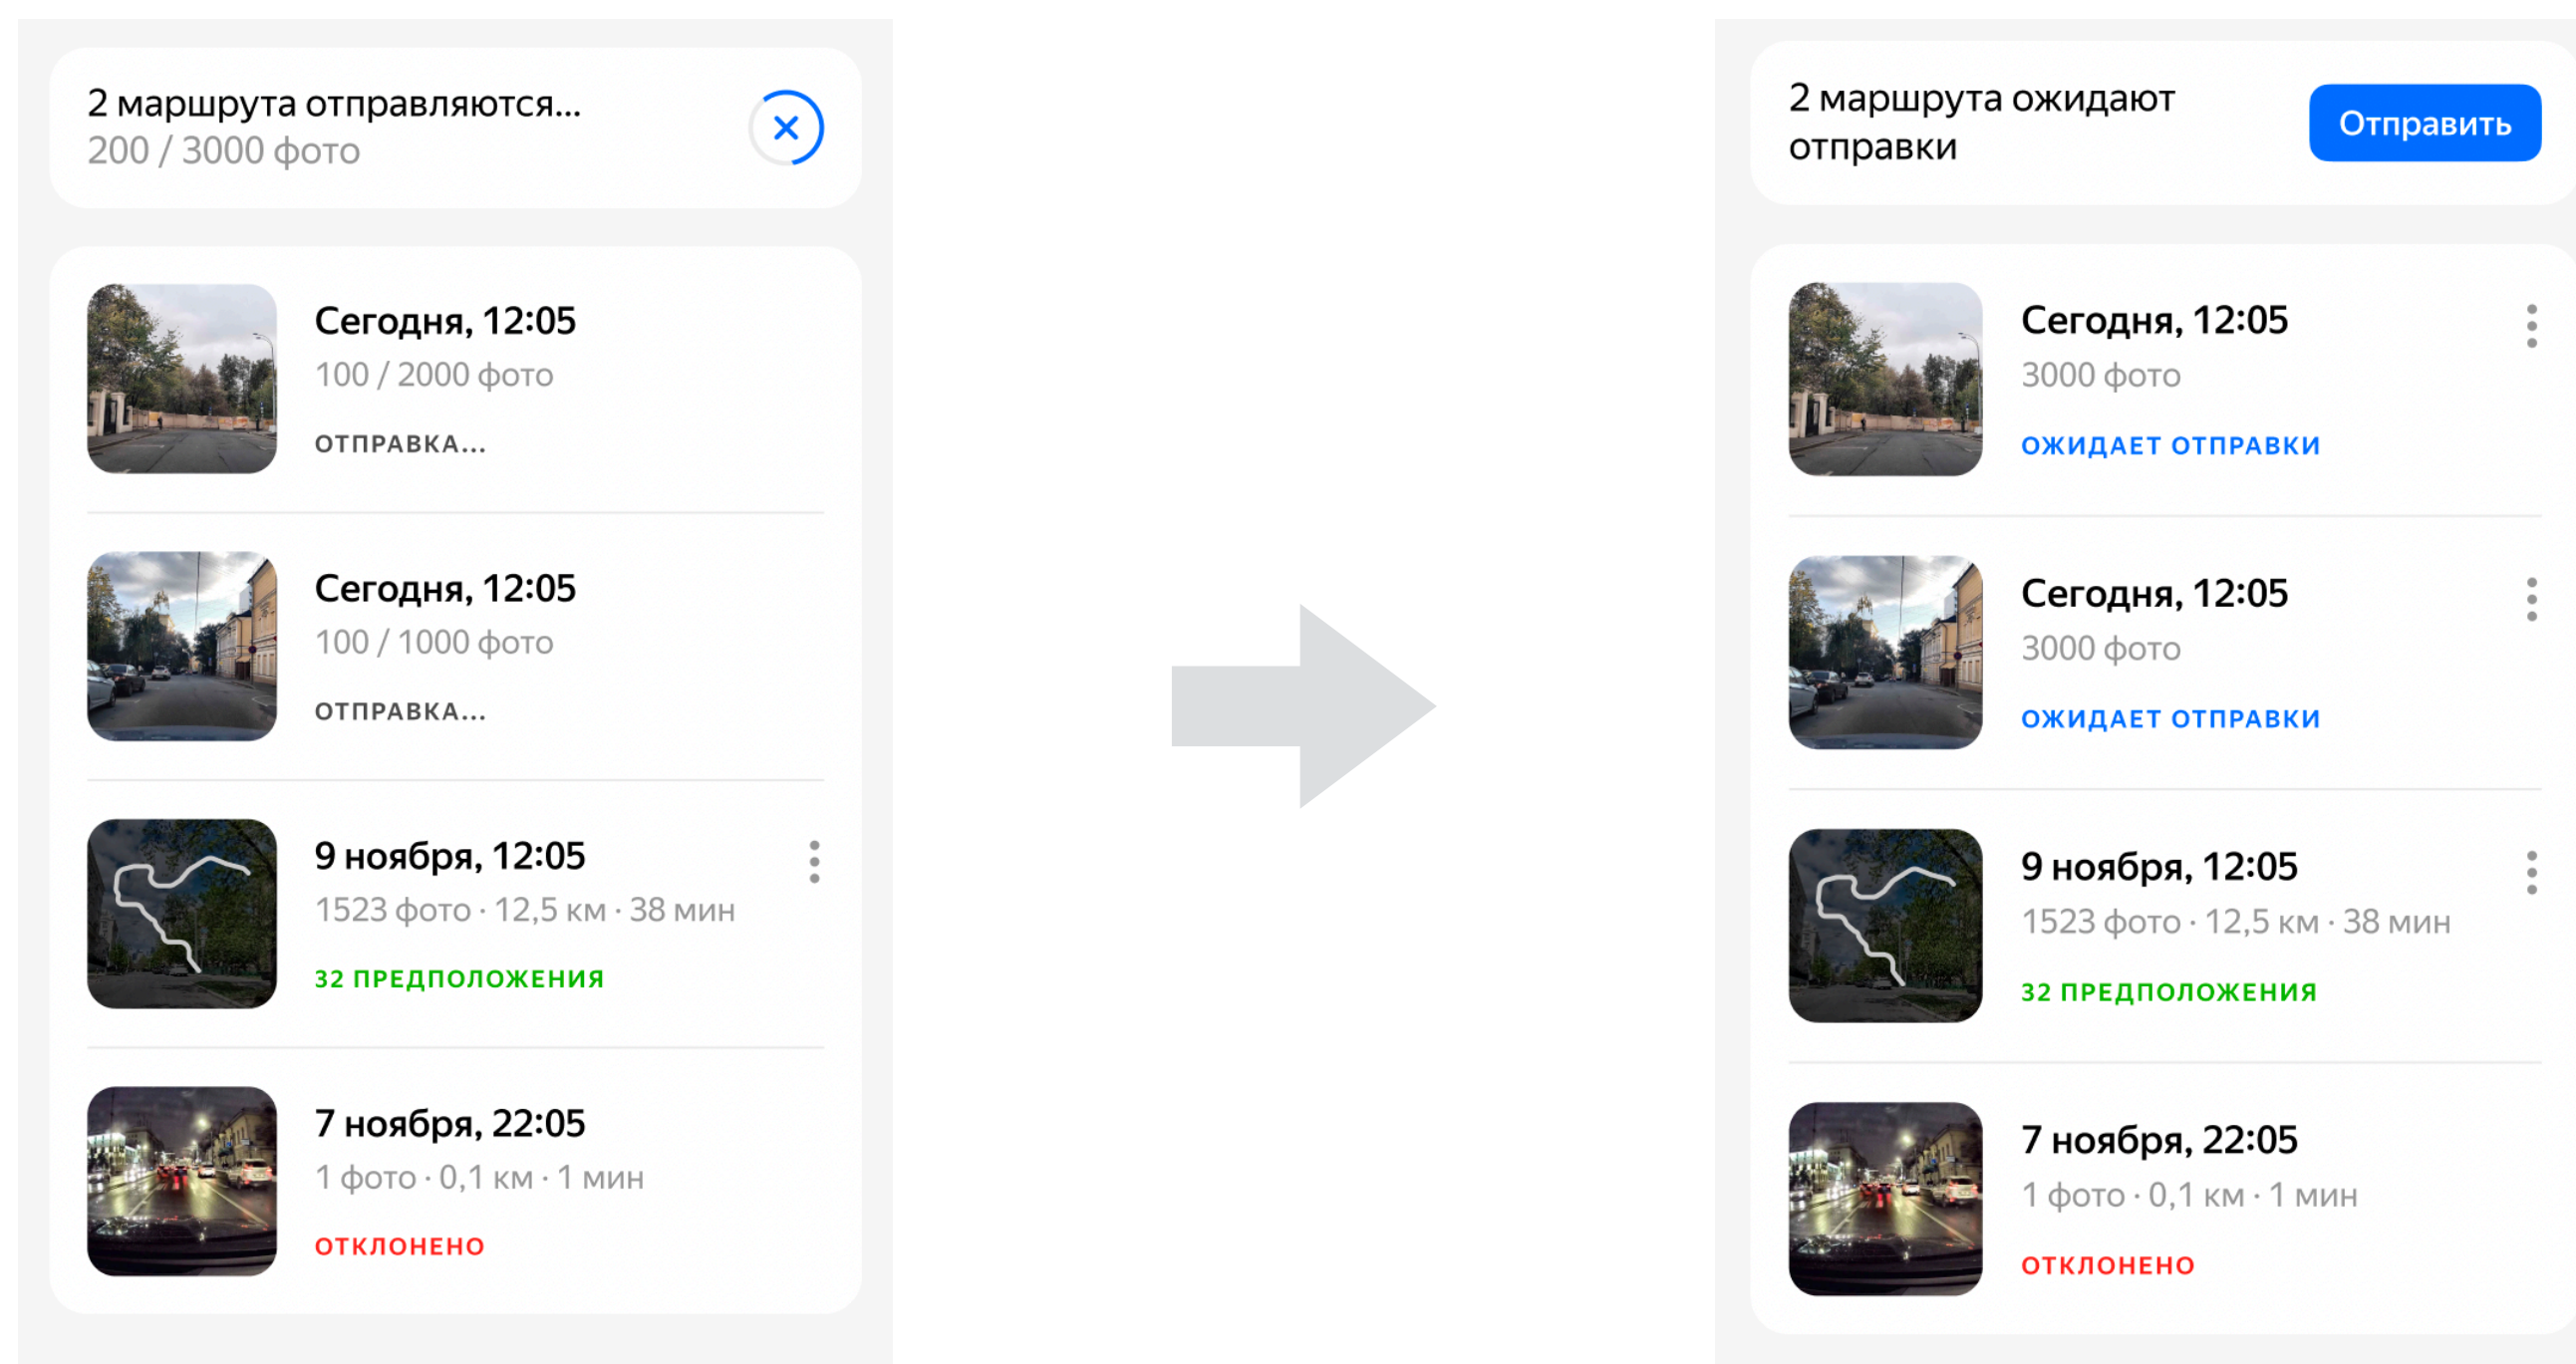 2 маршрута отправляются...
200 / 3000 фото
Сегодня, 12:05
100 / 2000 фото
ОТПРАВКА...
Сегодня, 12:05
100 / 1000 фото
ОТПРАВКА...
9 ноября, 12:05
1523 фото · 12,5 км · 38 мин
32 ПРЕДПОЛОЖЕНИЯ
7 ноября, 22:05
1 фото · 0,1 км · 1 мин
ОТКЛОНЕНО
2 маршрута ожидают
отправки
Отправить
Сегодня, 12:05
3000 фото
ОЖИДАЕТ ОТПРАВКИ
Сегодня, 12:05
3000 фото
ОЖИДАЕТ ОТПРАВКИ
9 ноября, 12:05
1523 фото · 12,5 км · 38 мин
32 ПРЕДПОЛОЖЕНИЯ
7 ноября, 22:05
1 фото · 0,1 км · 1 мин
ОТКЛОНЕНО